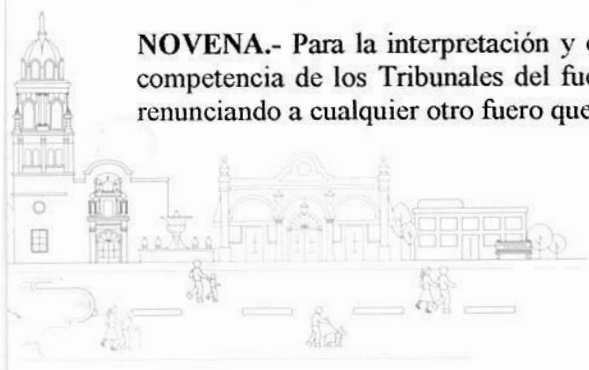 NOVENA.- Para la interpretación y
competencia de los Tribunales del
renunciando a cualquier otro fuero que